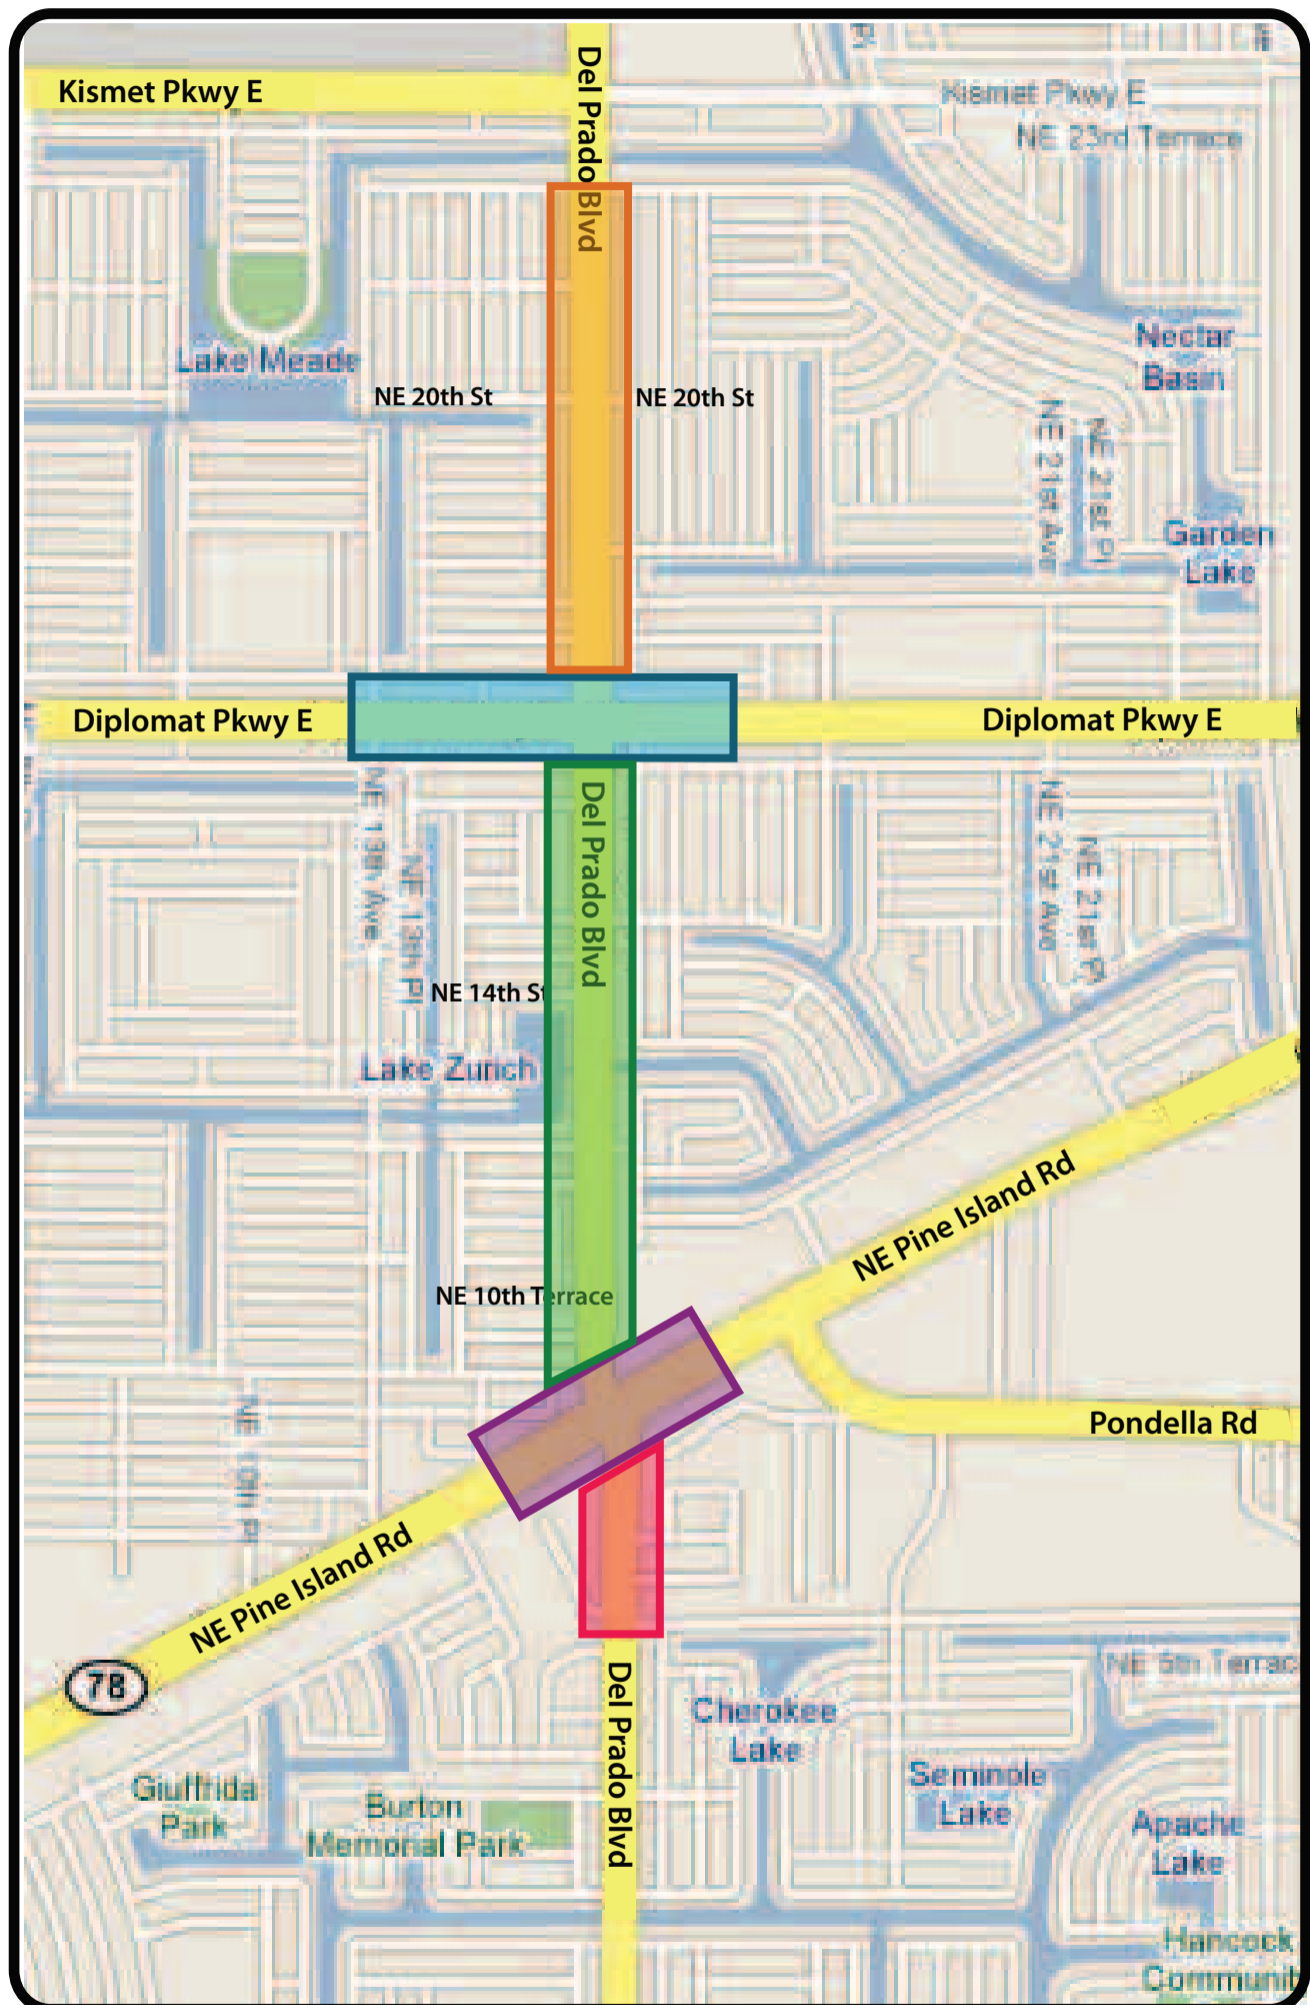 Del Prado Blvd
Kismet Pkwy E
Kismet Pkwy E
NE 23rd Terrace
Lake Meade
Nectar
Basin
NE 20th St
NE 20th St
NE 21st Ave
NE 21st Pl
Garden
Lake
Diplomat Pkwy E
Diplomat Pkwy E
NE 13th Ave
NE 13th Pl
Del Prado Blvd
NE 21st Ave
NE 21st Pl
NE 14th St
Lake Zurich
NE Pine Island Rd
NE 10th Terrace
NE Pine Island Rd
Pondella Rd
78
Del Prado Blvd
Cherokee
Lake
Seminole
Lake
Apache
Lake
Giuffrida
Park
Burton
Memorial Park
Hancock
Communit